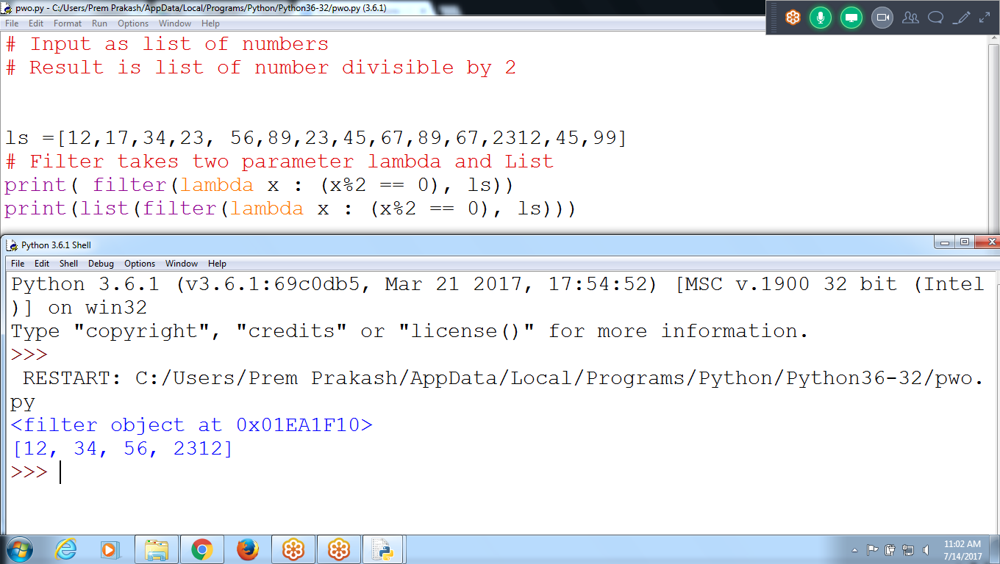 pwo.py - C:/Users/Prem Prakash/AppData/Local/Programs/Python/Python36-32/pwo.py (3.6.1)
File Edit Format Run Options Window Help
# Input as list of numbers
# Result is list of number divisible by 2
ls =[12,17,34,23, 56,89,23,45,67,89,67,2312,45,99]
# Filter takes two parameter lambda and List
print( filter(lambda x : (x%2 == 0), ls))
print(list(filter(lambda x : (x%2 == 0), ls)))
Python 3.6.1 Shell
File Edit Shell Debug Options Window Help
Python 3.6.1 (v3.6.1:69c0db5, Mar 21 2017, 17:54:52) [MSC v.1900 32 bit (Intel
)] on win32
Type "copyright", "credits" or "license()" for more information.
>>>
RESTART: C:/Users/Prem Prakash/AppData/Local/Programs/Python/Python36-32/pwo.
py
<filter object at 0x01EA1F10>
[12, 34, 56, 2312]
>>>
11:02 AM
7/14/2017